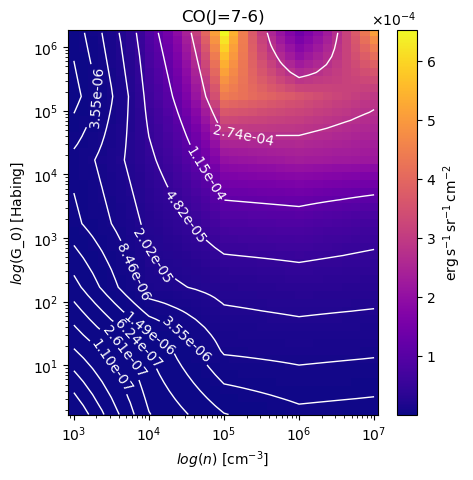 CO(J=7-6)
×10⁻⁴
log(G_0) [Habing]
10⁶
10⁵
10⁴
10³
10²
10¹
3.55e-06
2.74e-04
1.15e-04
4.82e-05
2.02e-05
8.46e-06
3.55e-06
1.49e-06
6.24e-07
2.61e-07
1.10e-07
10³
10⁴
10⁵
10⁶
10⁷
log(n) [cm⁻³]
6
5
4
3
2
1
erg s⁻¹ sr⁻¹ cm⁻²